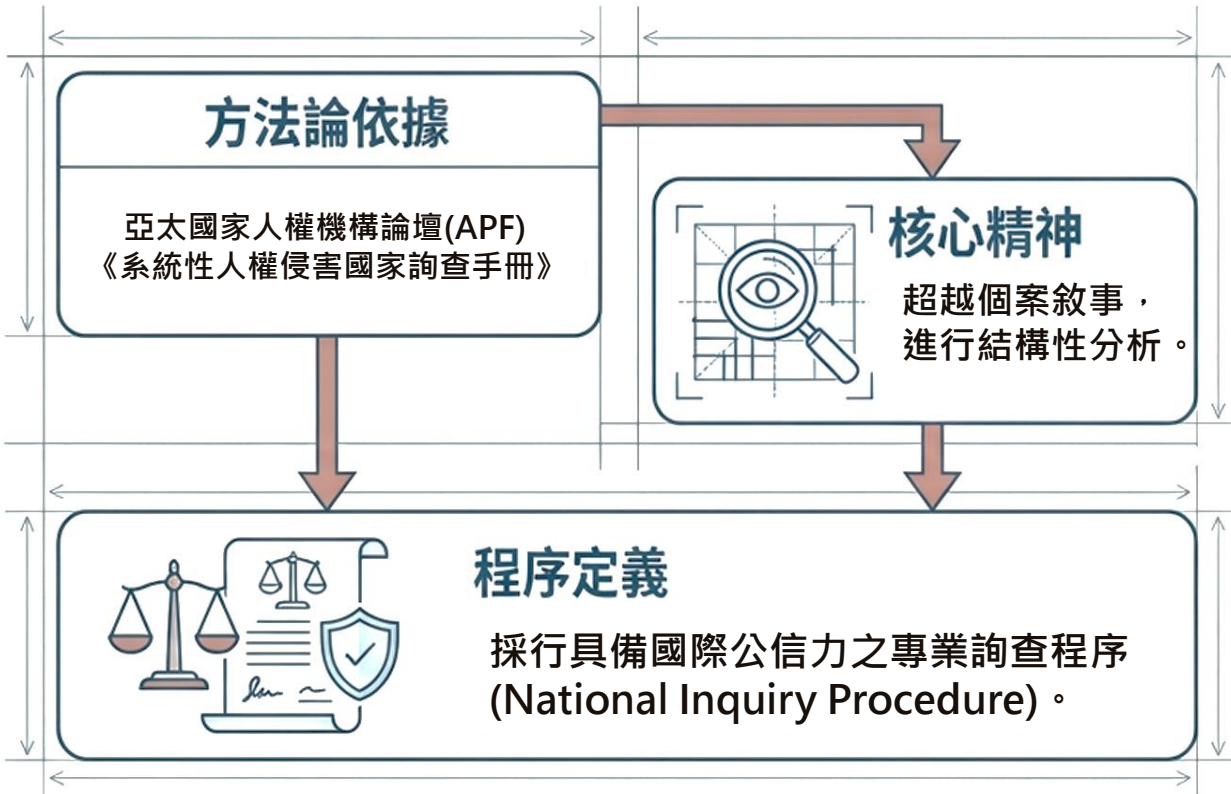 方法論依據
亞太國家人權機構論壇(APF)
《系統性人權侵害國家詢查手冊》
核心精神
超越個案敘事，
進行結構性分析。
程序定義
採行具備國際公信力之專業詢查程序
(National Inquiry Procedure)。